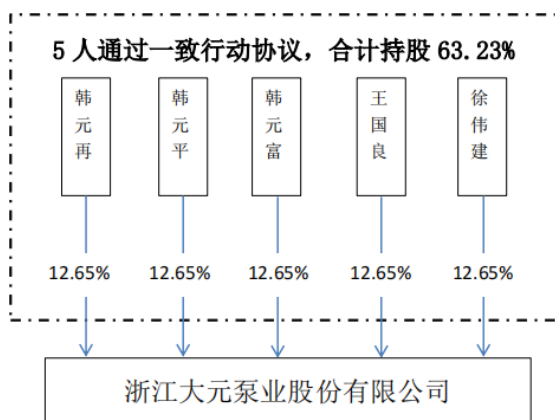 5人通过一致行动协议，合计持股 63.23%
韩元再
韩元平
韩元富
王国良
徐伟建
12.65%
12.65%
12.65%
12.65%
12.65%
浙江大元泵业股份有限公司